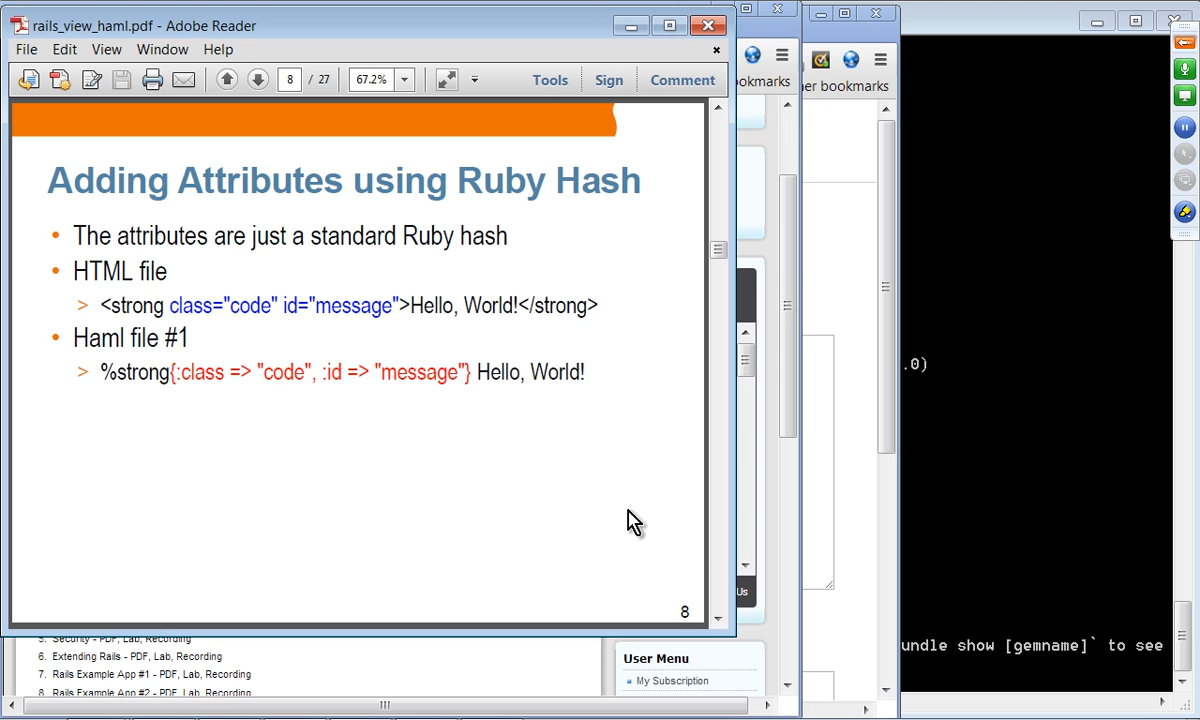 rails_view_haml.pdf - Adobe Reader
File Edit View Window Help
8 / 27 67.2% Tools Sign Comment
Adding Attributes using Ruby Hash
• The attributes are just a standard Ruby hash
• HTML file
> <strong class="code" id="message">Hello, World!</strong>
• Haml file #1
> %strong{:class => "code", :id => "message"} Hello, World!
8
ookmarks
er bookmarks
.0)
Us
undle show [gemname]` to see
5. Security - PDF, Lab, Recording
6. Extending Rails - PDF, Lab, Recording
7. Rails Example App #1 - PDF, Lab, Recording
8. Rails Example App #2 - PDF, Lab, Recording
User Menu
My Subscription